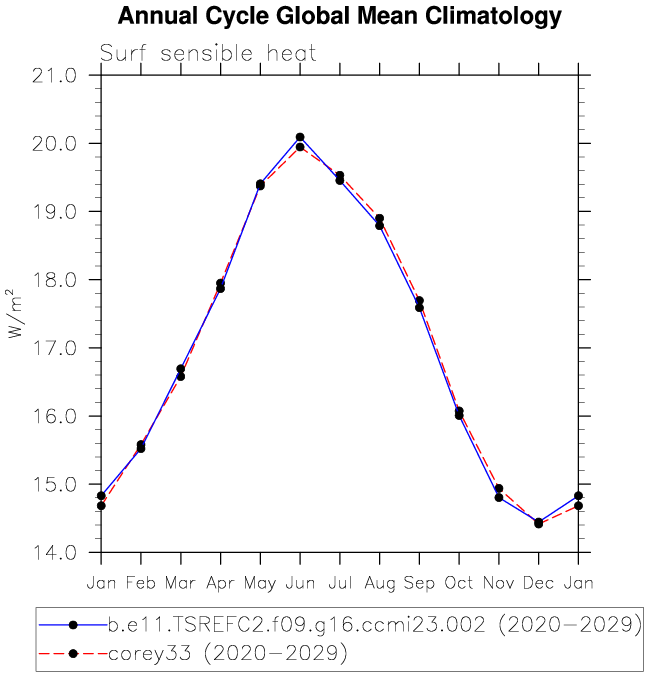 Annual Cycle Global Mean Climatology
Surf sensible heat
21.0
20.0
19.0
18.0
17.0
16.0
15.0
14.0
W/m²
Jan Feb Mar Apr May Jun Jul Aug Sep Oct Nov Dec Jan
b.e11.TSREFC2.f09.g16.ccmi23.002 (2020-2029)
corey33 (2020-2029)